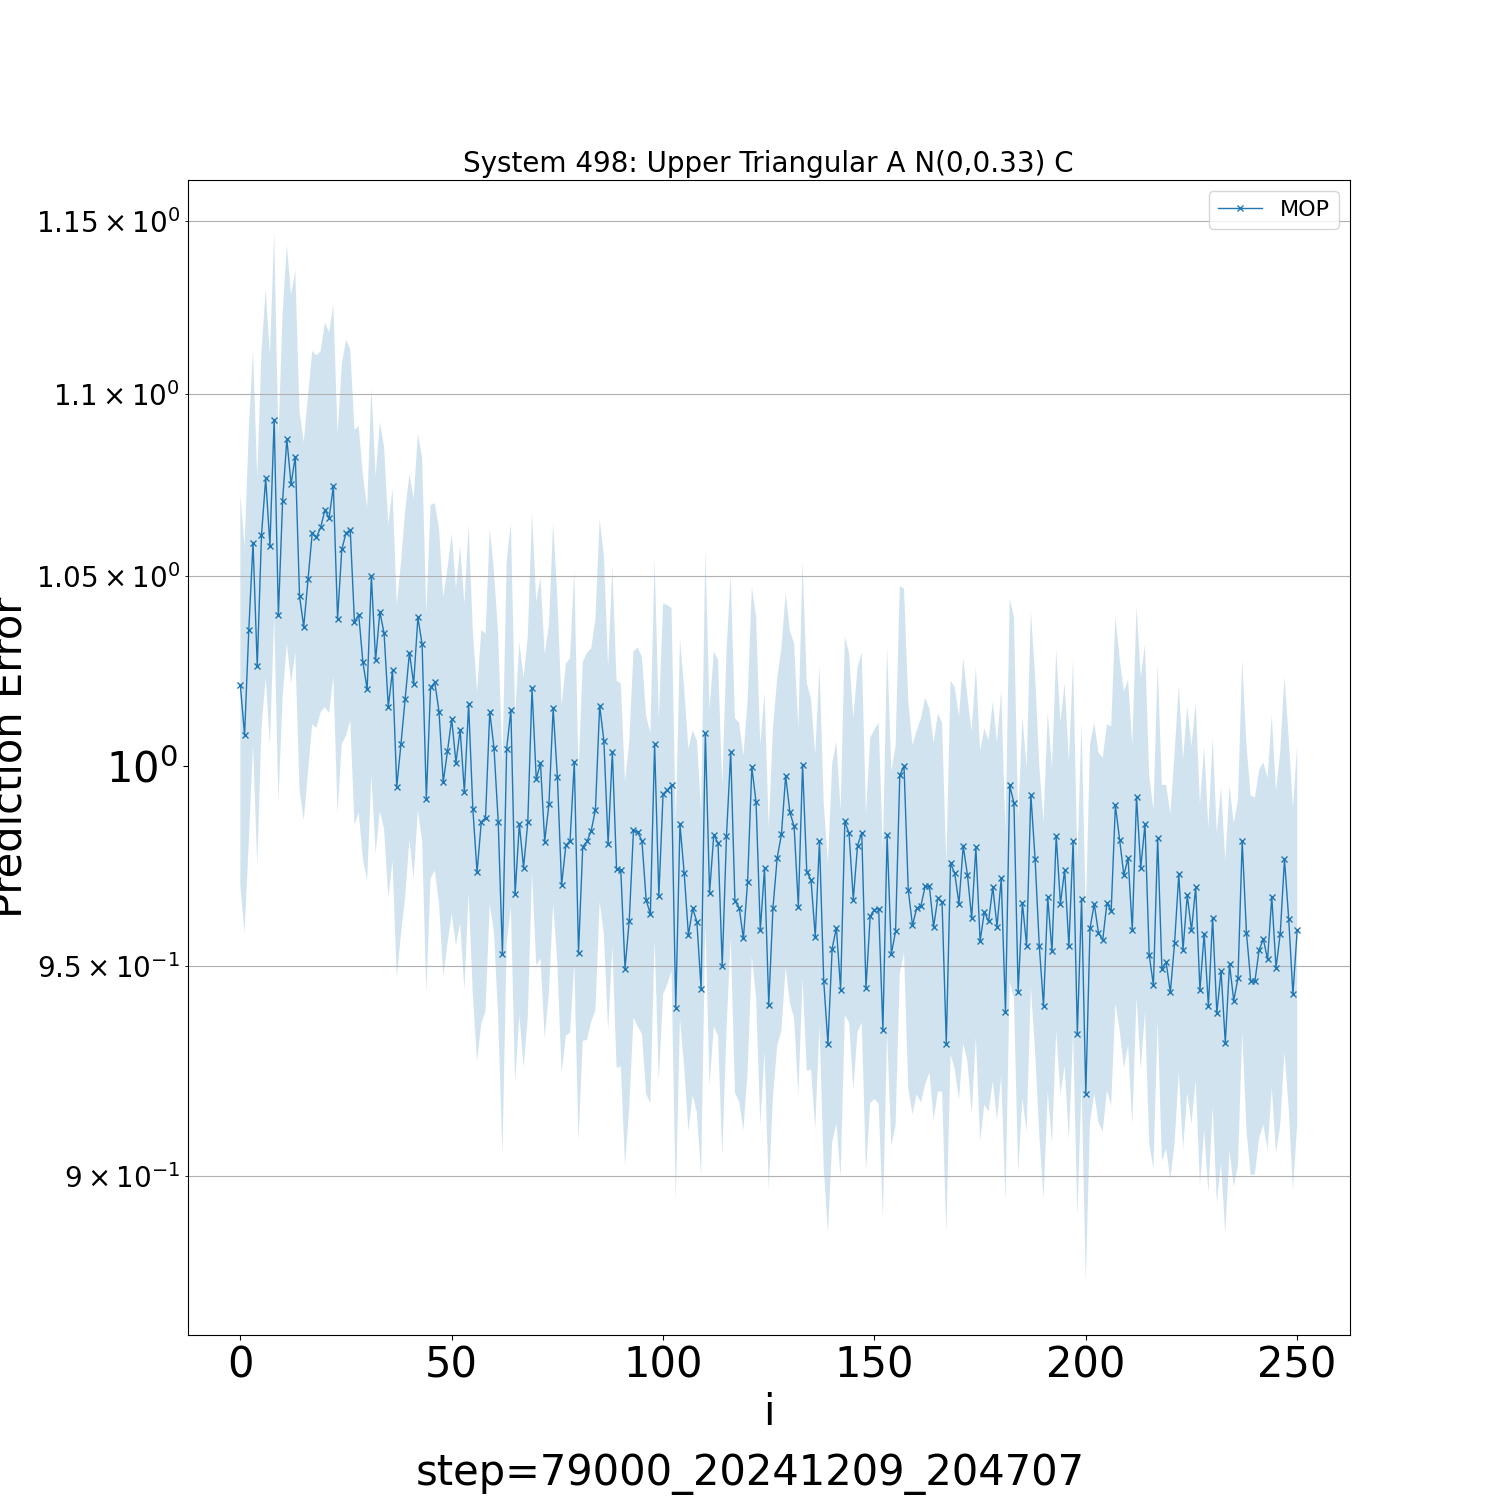 System 498: Upper Triangular A N(0,0.33) C
MOP
1.15 × 10⁰
1.1 × 10⁰
1.05 × 10⁰
10⁰
9.5 × 10⁻¹
9 × 10⁻¹
Prediction Error
0 50 100 150 200 250
i
step=79000_20241209_204707